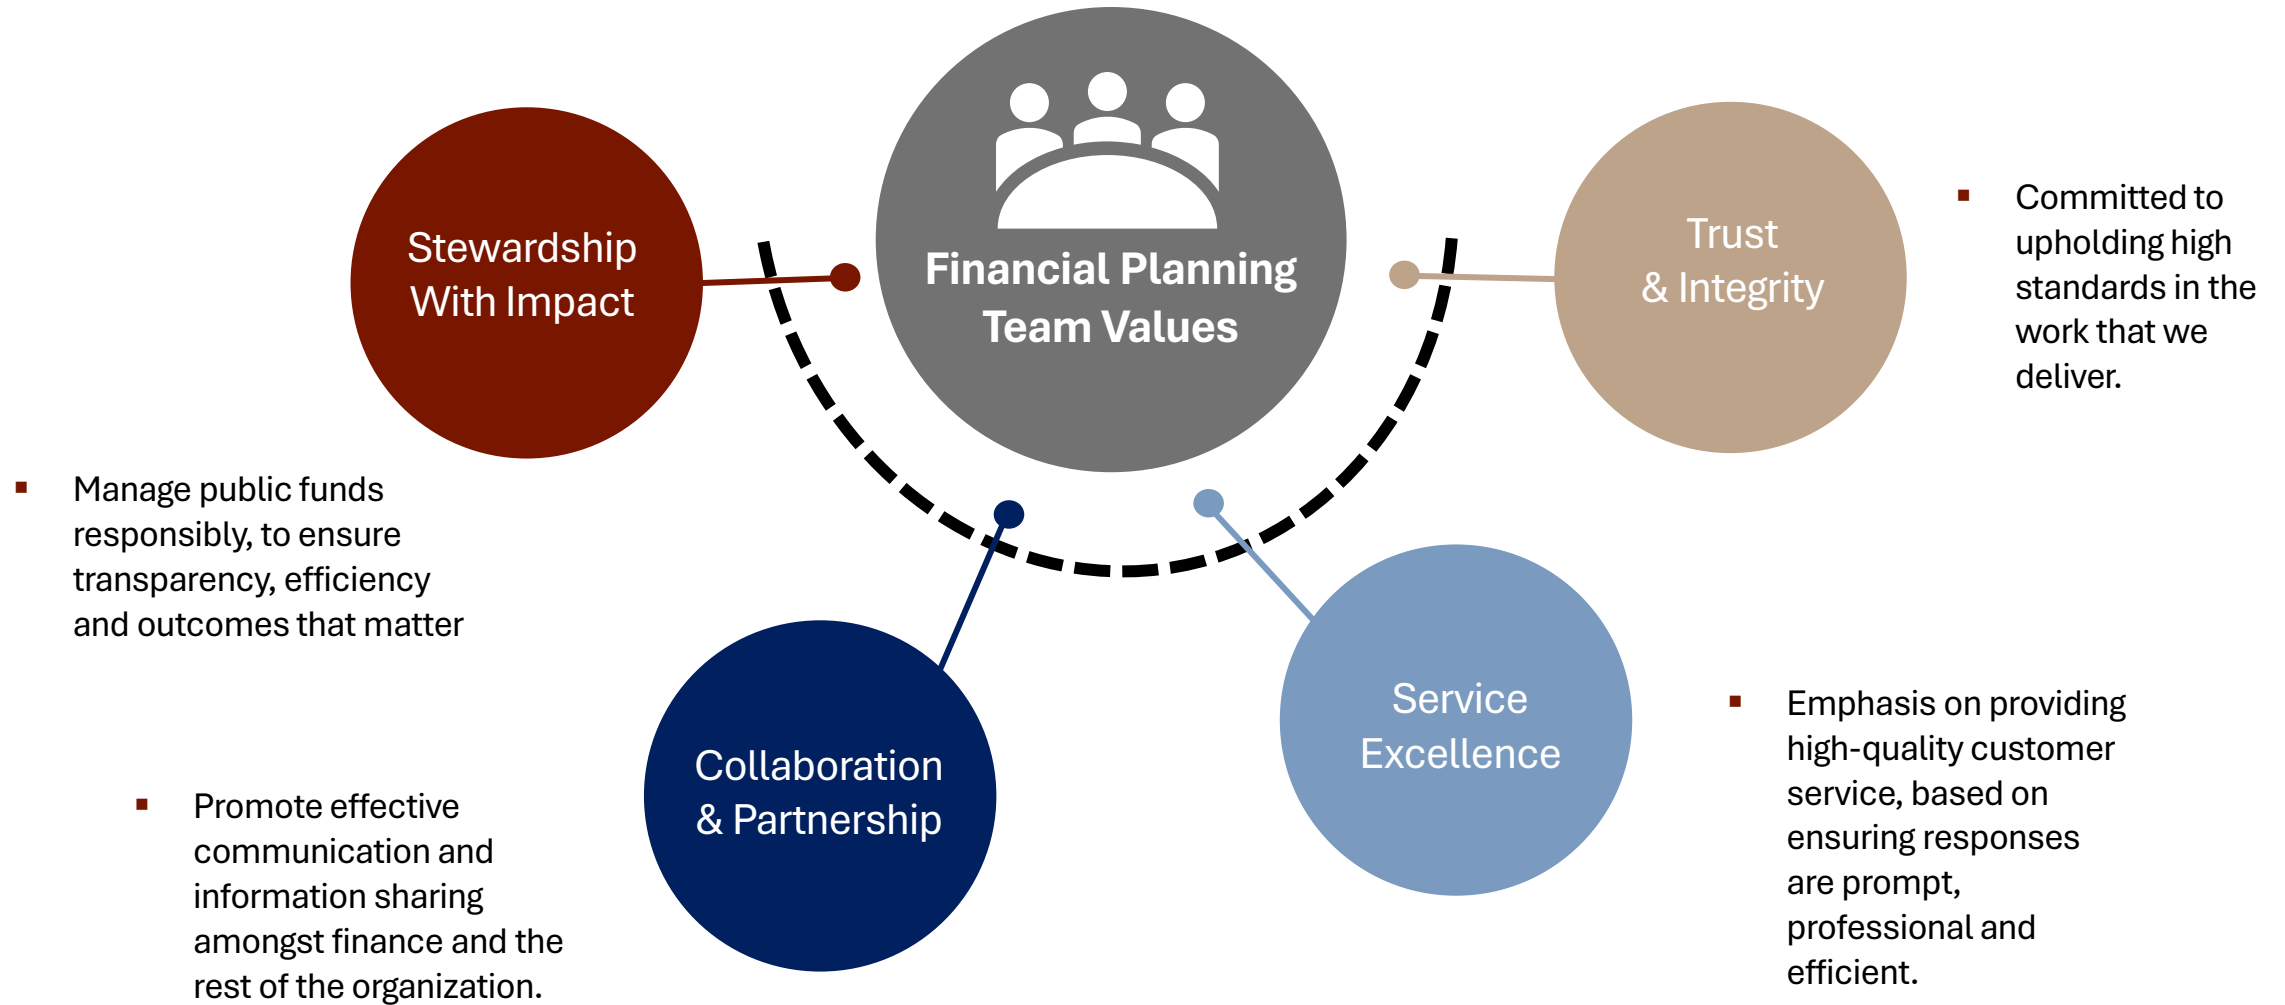 Financial Planning
Team Values
Stewardship
With Impact
▪ Manage public funds
responsibly, to ensure
transparency, efficiency
and outcomes that matter
Collaboration
& Partnership
▪ Promote effective
communication and
information sharing
amongst finance and the
rest of the organization.
Service
Excellence
▪ Emphasis on providing
high-quality customer
service, based on
ensuring responses
are prompt,
professional and
efficient.
Trust
& Integrity
▪ Committed to
upholding high
standards in the
work that we
deliver.